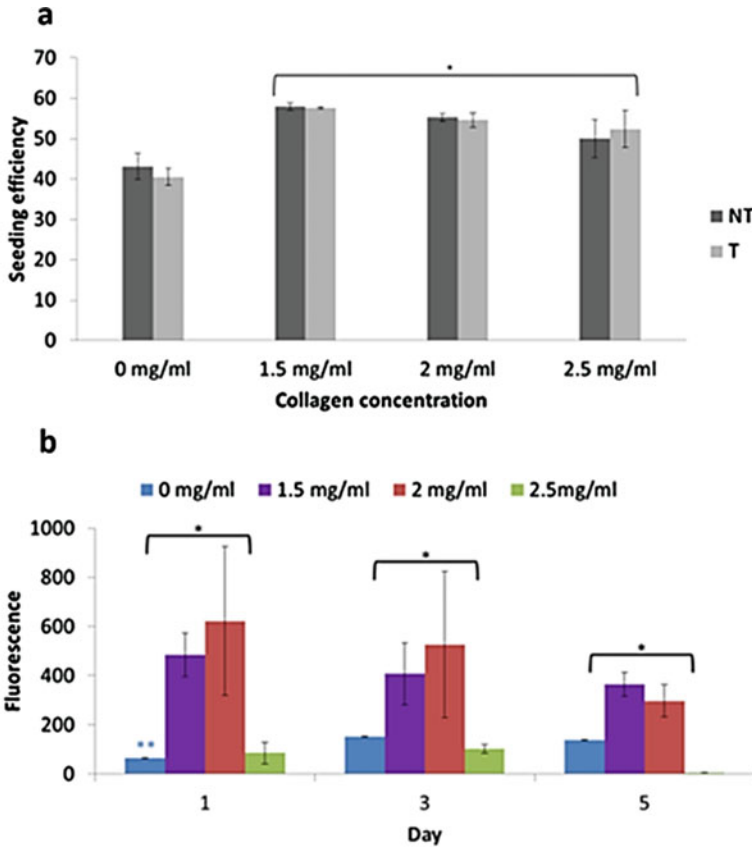 a
70
60
50
40
30
20
10
0
Seeding efficiency
*
0 mg/ml 1.5 mg/ml 2 mg/ml 2.5 mg/ml
Collagen concentration
NT
T
b
0 mg/ml 1.5 mg/ml 2 mg/ml 2.5mg/ml
1000
800
600
400
200
0
Fluorescence
* * *
**
1 3 5
Day